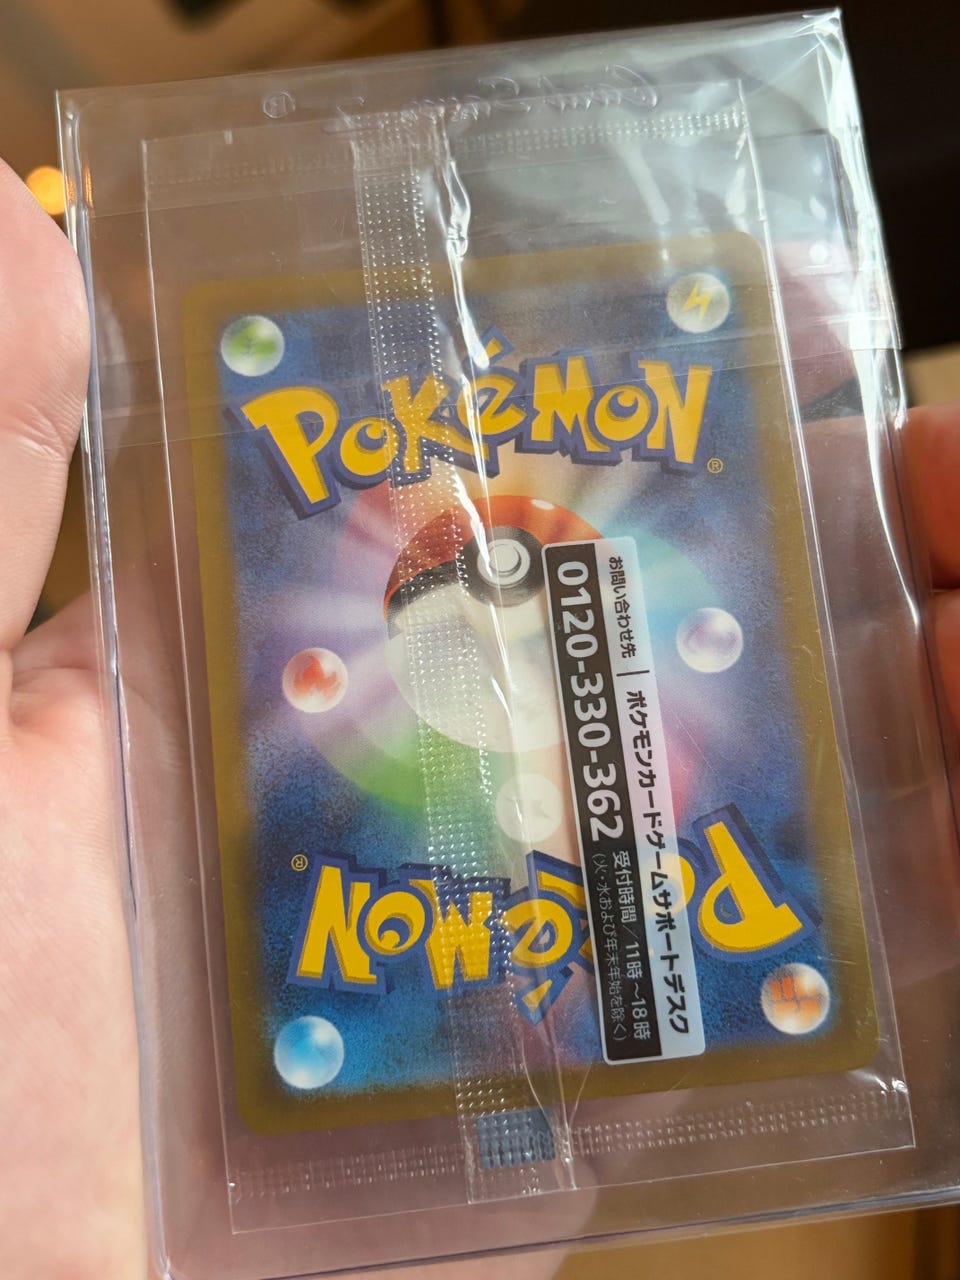 POKéMON
®
お問い合わせ先 | ポケモンカードゲームサポートデスク
0120-330-362 受付時間/11時~18時
(火・水および年末年始を除く)
POKéMON
®